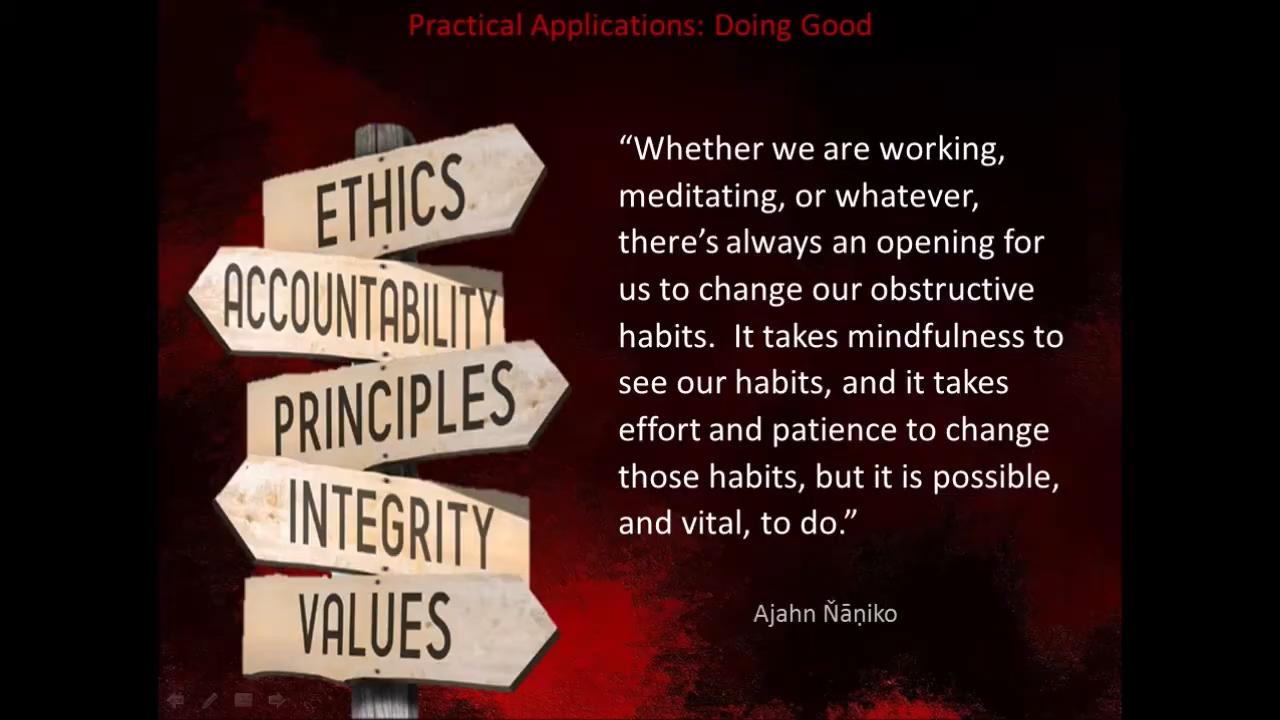 Practical Applications: Doing Good
ETHICS
ACCOUNTABILITY
PRINCIPLES
INTEGRITY
VALUES
“Whether we are working,
meditating, or whatever,
there’s always an opening for
us to change our obstructive
habits.  It takes mindfulness to
see our habits, and it takes
effort and patience to change
those habits, but it is possible,
and vital, to do.”
Ajahn Ňāṇiko